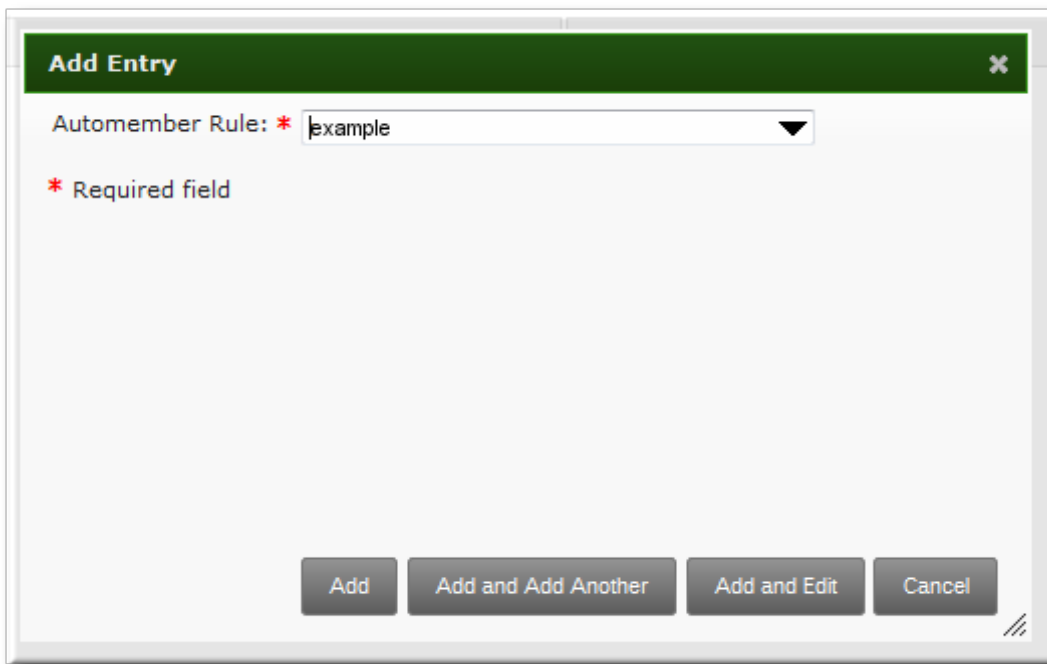 Add Entry
Automember Rule: * example
* Required field
Add Add and Add Another Add and Edit Cancel